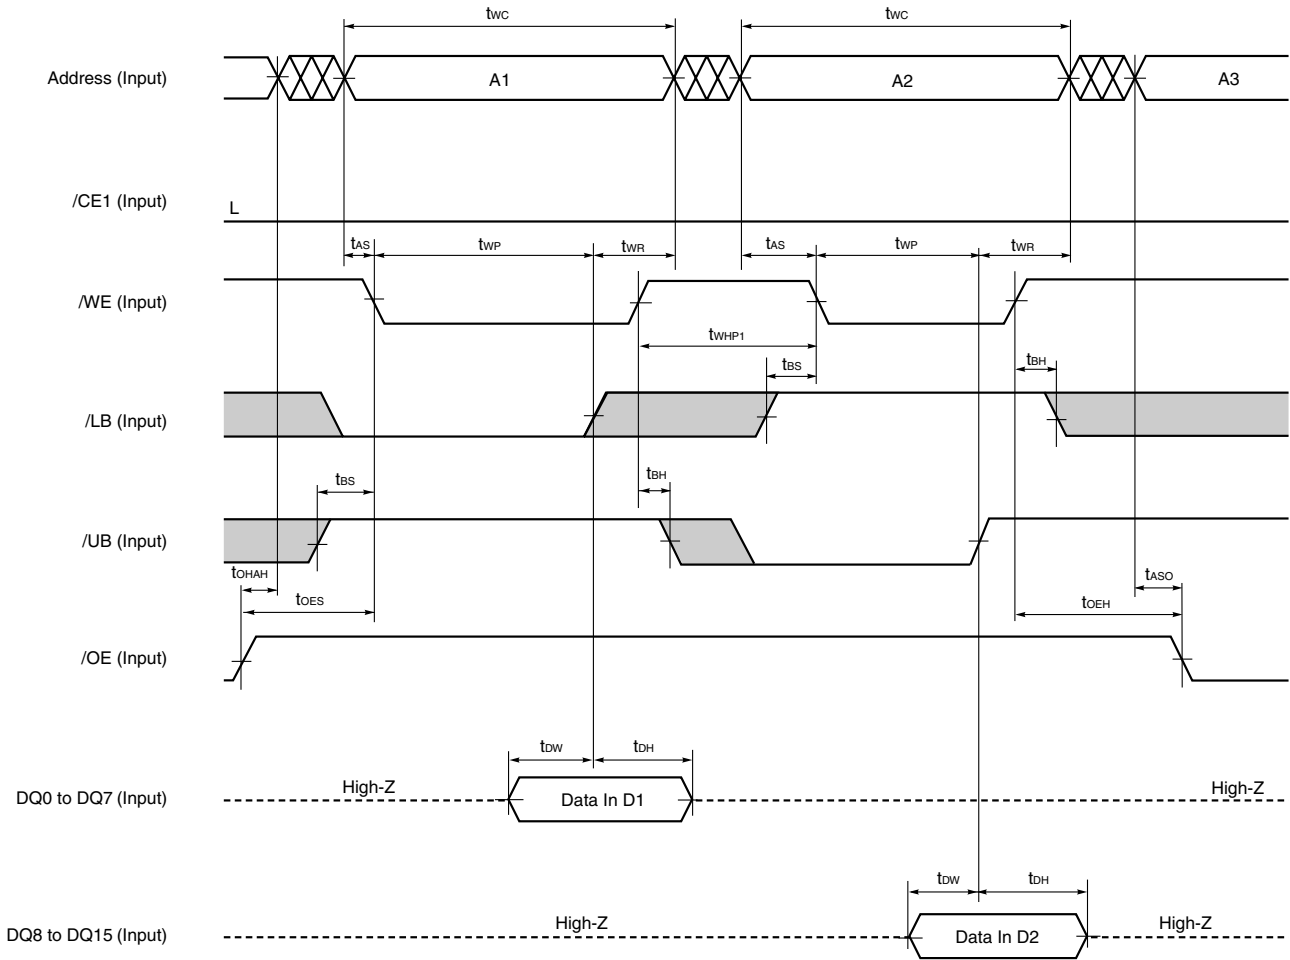 tWC tWC
Address (Input) A1 A2 A3
/CE1 (Input) L
tAS tWP tWR tAS tWP tWR
/WE (Input)
tWHP1
tBS tBH
/LB (Input)
tBS tBH
/UB (Input)
tOHAH tASO
tOES tOEH
/OE (Input)
tDW tDH
DQ0 to DQ7 (Input) High-Z Data In D1 High-Z
tDW tDH
DQ8 to DQ15 (Input) High-Z Data In D2 High-Z